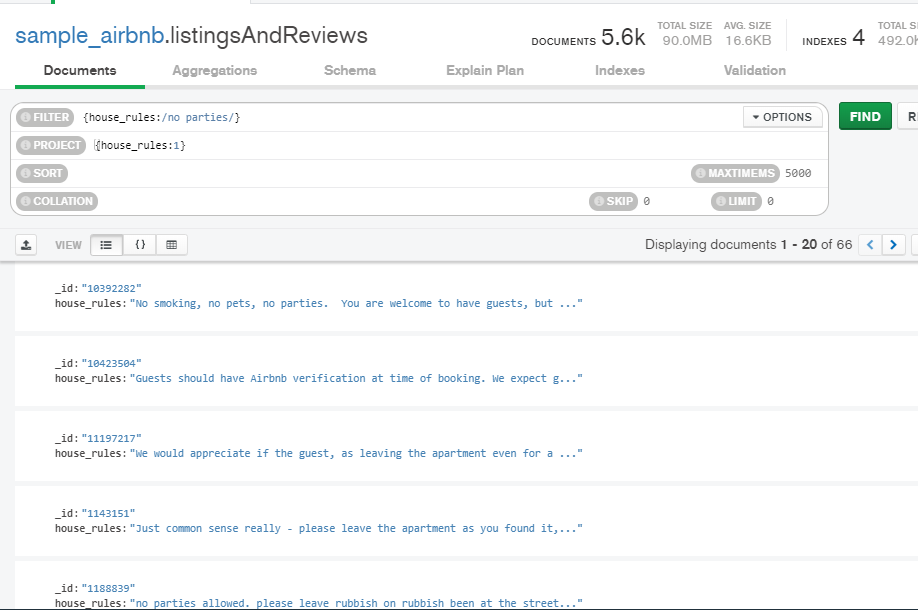 sample_airbnb.listingsAndReviews
DOCUMENTS 5.6k TOTAL SIZE 90.0MB AVG. SIZE 16.6KB INDEXES 4 TOTAL S 492.0K
Documents Aggregations Schema Explain Plan Indexes Validation
FILTER {house_rules:/no parties/} OPTIONS FIND R
PROJECT {house_rules:1}
SORT MAXTIMEMS 5000
COLLATION SKIP 0 LIMIT 0
VIEW {} Displaying documents 1 - 20 of 66 < >
_id: "10392282"
house_rules: "No smoking, no pets, no parties.  You are welcome to have guests, but ..."
_id: "10423504"
house_rules: "Guests should have Airbnb verification at time of booking. We expect g..."
_id: "11197217"
house_rules: "We would appreciate if the guest, as leaving the apartment even for a ..."
_id: "1143151"
house_rules: "Just common sense really - please leave the apartment as you found it,..."
_id: "1188839"
house_rules: "no parties allowed. please leave rubbish on rubbish been at the street..."